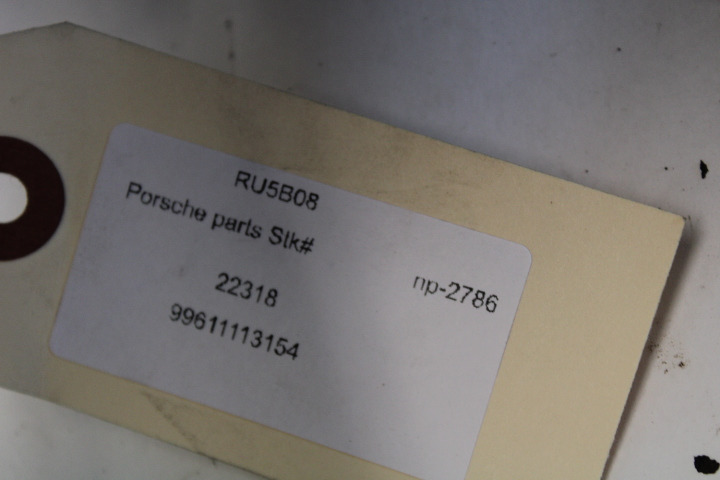 RU5B08
Porsche parts Stk#
22318
np-2786
99611113154